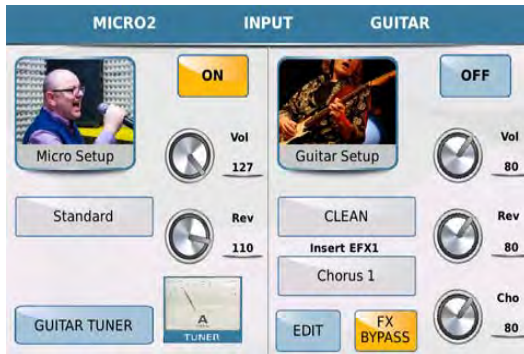 MICRO2 INPUT GUITAR
ON
Vol
127
Micro Setup
Standard
Rev
110
GUITAR TUNER
A
TUNER
OFF
Vol
80
Guitar Setup
CLEAN
Rev
80
Insert EFX1
Chorus 1
Cho
80
EDIT
FX
BYPASS